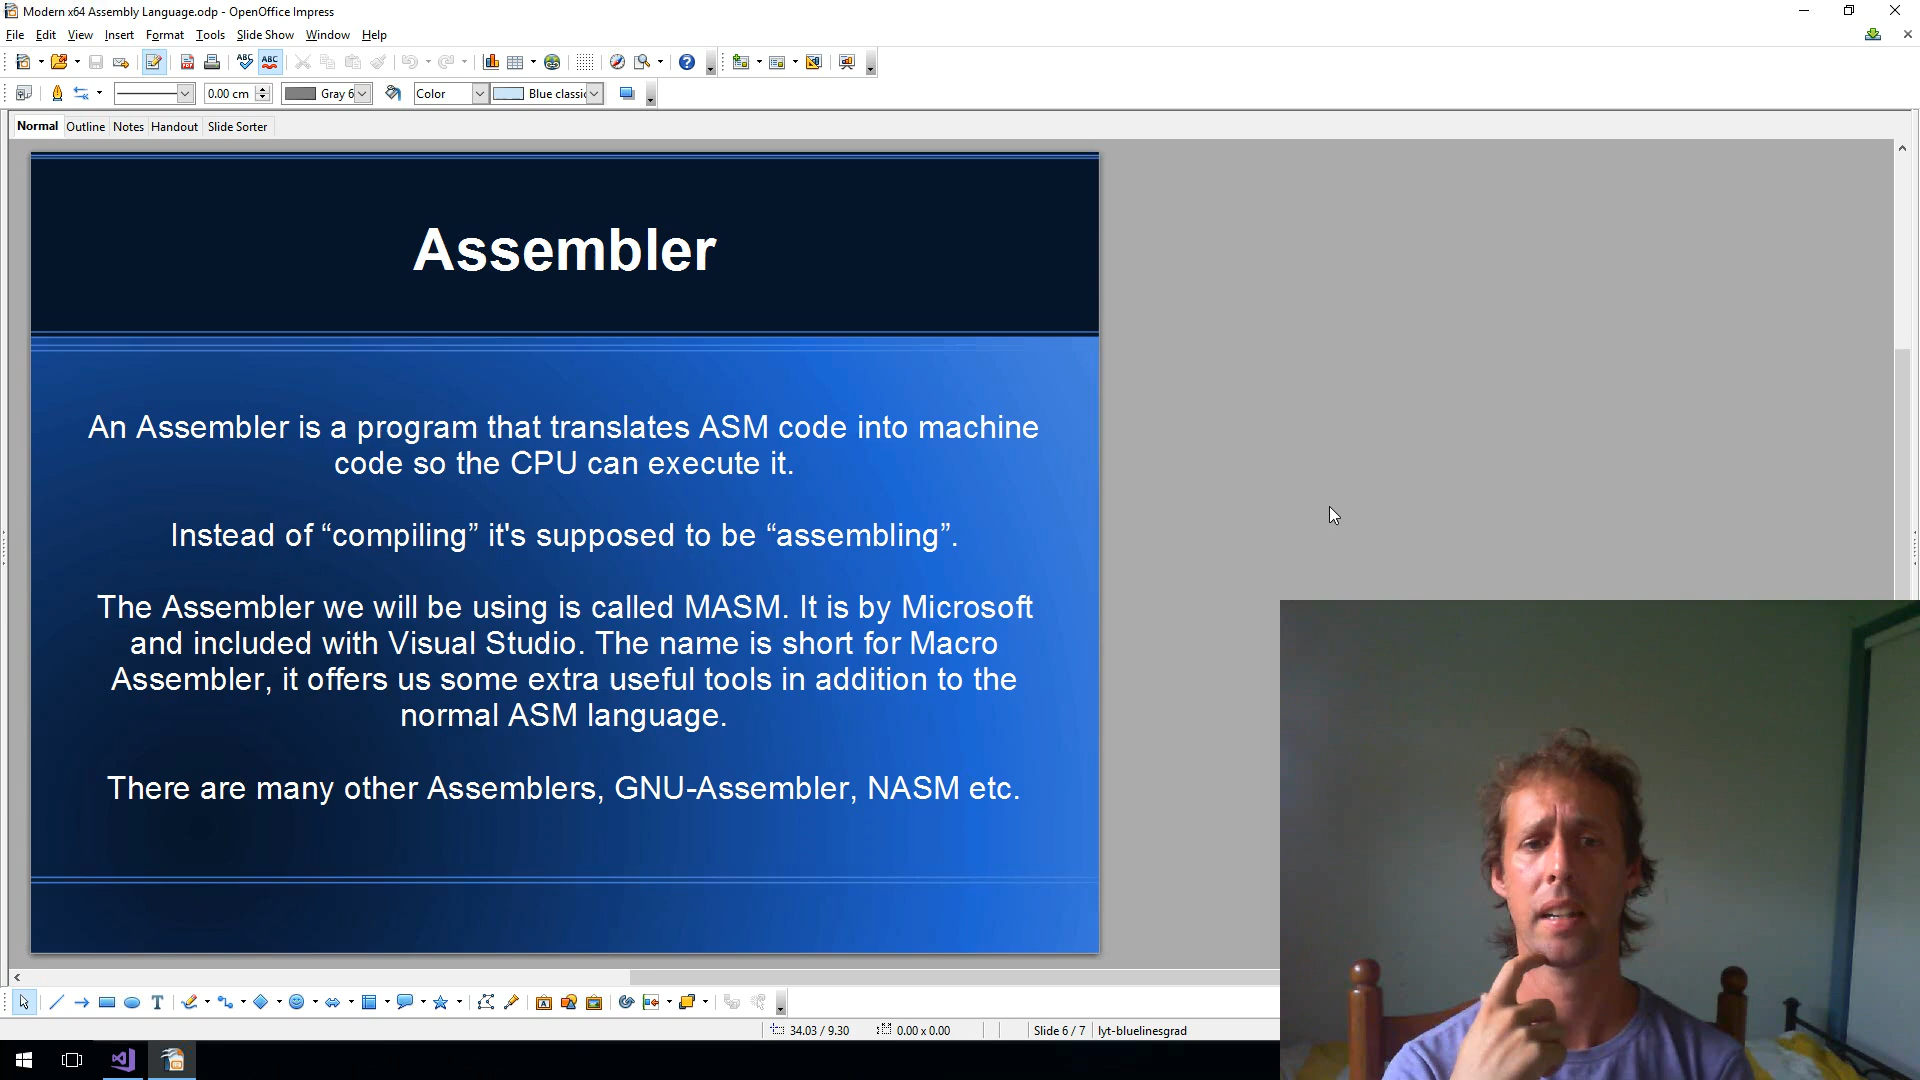 Modern x64 Assembly Language.odp - OpenOffice Impress
File Edit View Insert Format Tools Slide Show Window Help
0.00 cm Gray 6 Color Blue classic
Normal Outline Notes Handout Slide Sorter
Assembler
An Assembler is a program that translates ASM code into machine
code so the CPU can execute it.
Instead of “compiling” it's supposed to be “assembling”.
The Assembler we will be using is called MASM. It is by Microsoft
and included with Visual Studio. The name is short for Macro
Assembler, it offers us some extra useful tools in addition to the
normal ASM language.
There are many other Assemblers, GNU-Assembler, NASM etc.
34.03 / 9.30 0.00 x 0.00 Slide 6 / 7 lyt-bluelinesgrad